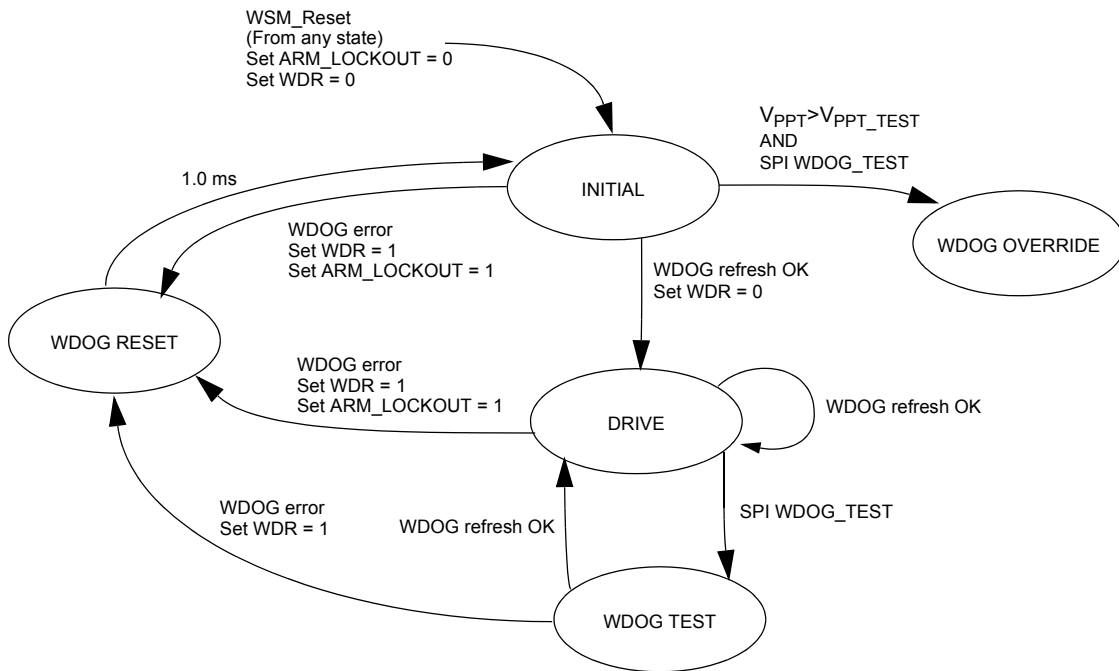 WSM_Reset
(From any state)
Set ARM_LOCKOUT = 0
Set WDR = 0
VPPT>VPPT_TEST
AND
SPI WDOG_TEST
1.0 ms
INITIAL
WDOG OVERRIDE
WDOG error
Set WDR = 1
Set ARM_LOCKOUT = 1
WDOG refresh OK
Set WDR = 0
WDOG RESET
WDOG error
Set WDR = 1
Set ARM_LOCKOUT = 1
DRIVE
WDOG refresh OK
WDOG error
Set WDR = 1
WDOG refresh OK
SPI WDOG_TEST
WDOG TEST